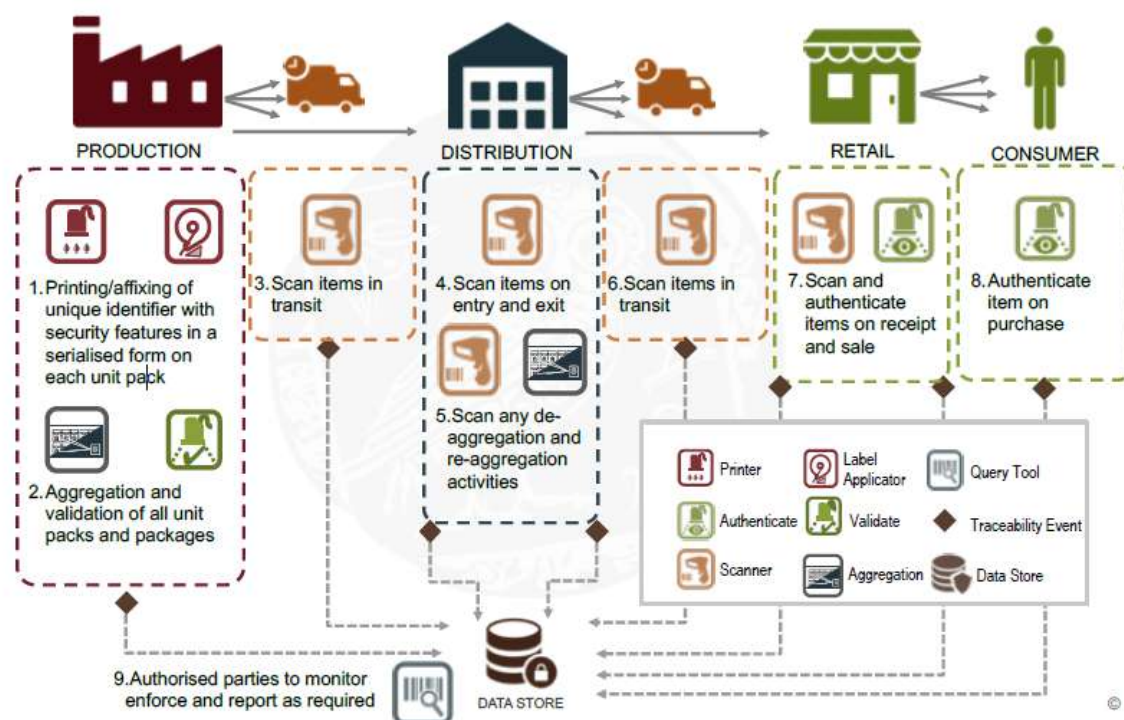 PRODUCTION
DISTRIBUTION
RETAIL
CONSUMER
1. Printing/affixing of
unique identifier with
security features in a
serialised form on
each unit pack
2. Aggregation and
validation of all unit
packs and packages
3. Scan items in
transit
4. Scan items on
entry and exit
5. Scan any de-
aggregation and
re-aggregation
activities
6. Scan items in
transit
7. Scan and
authenticate
items on receipt
and sale
8. Authenticate
item on
purchase
Printer
Label
Applicator
Query Tool
Authenticate
Validate
Traceability Event
Scanner
Aggregation
Data Store
9. Authorised parties to monitor
enforce and report as required
DATA STORE
©